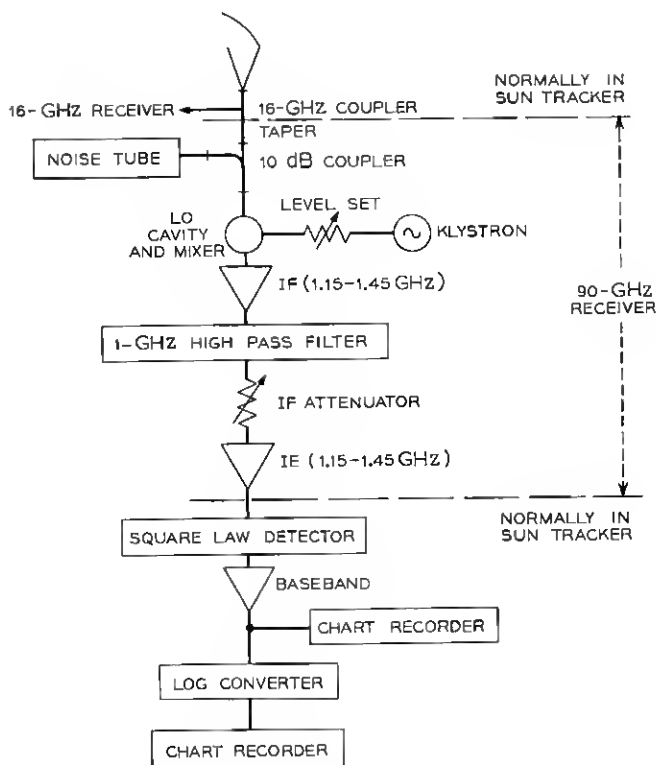 NORMALLY IN
SUN TRACKER
16-GHz RECEIVER
16-GHz COUPLER
TAPER
NOISE TUBE
10 dB COUPLER
LEVEL SET
LO
CAVITY
AND MIXER
KLYSTRON
IF (1.15-1.45 GHz)
90-GHz
RECEIVER
1-GHz HIGH PASS FILTER
IF ATTENUATOR
IE (1.15-1.45 GHz)
NORMALLY IN
SUN TRACKER
SQUARE LAW DETECTOR
BASEBAND
CHART RECORDER
LOG CONVERTER
CHART RECORDER